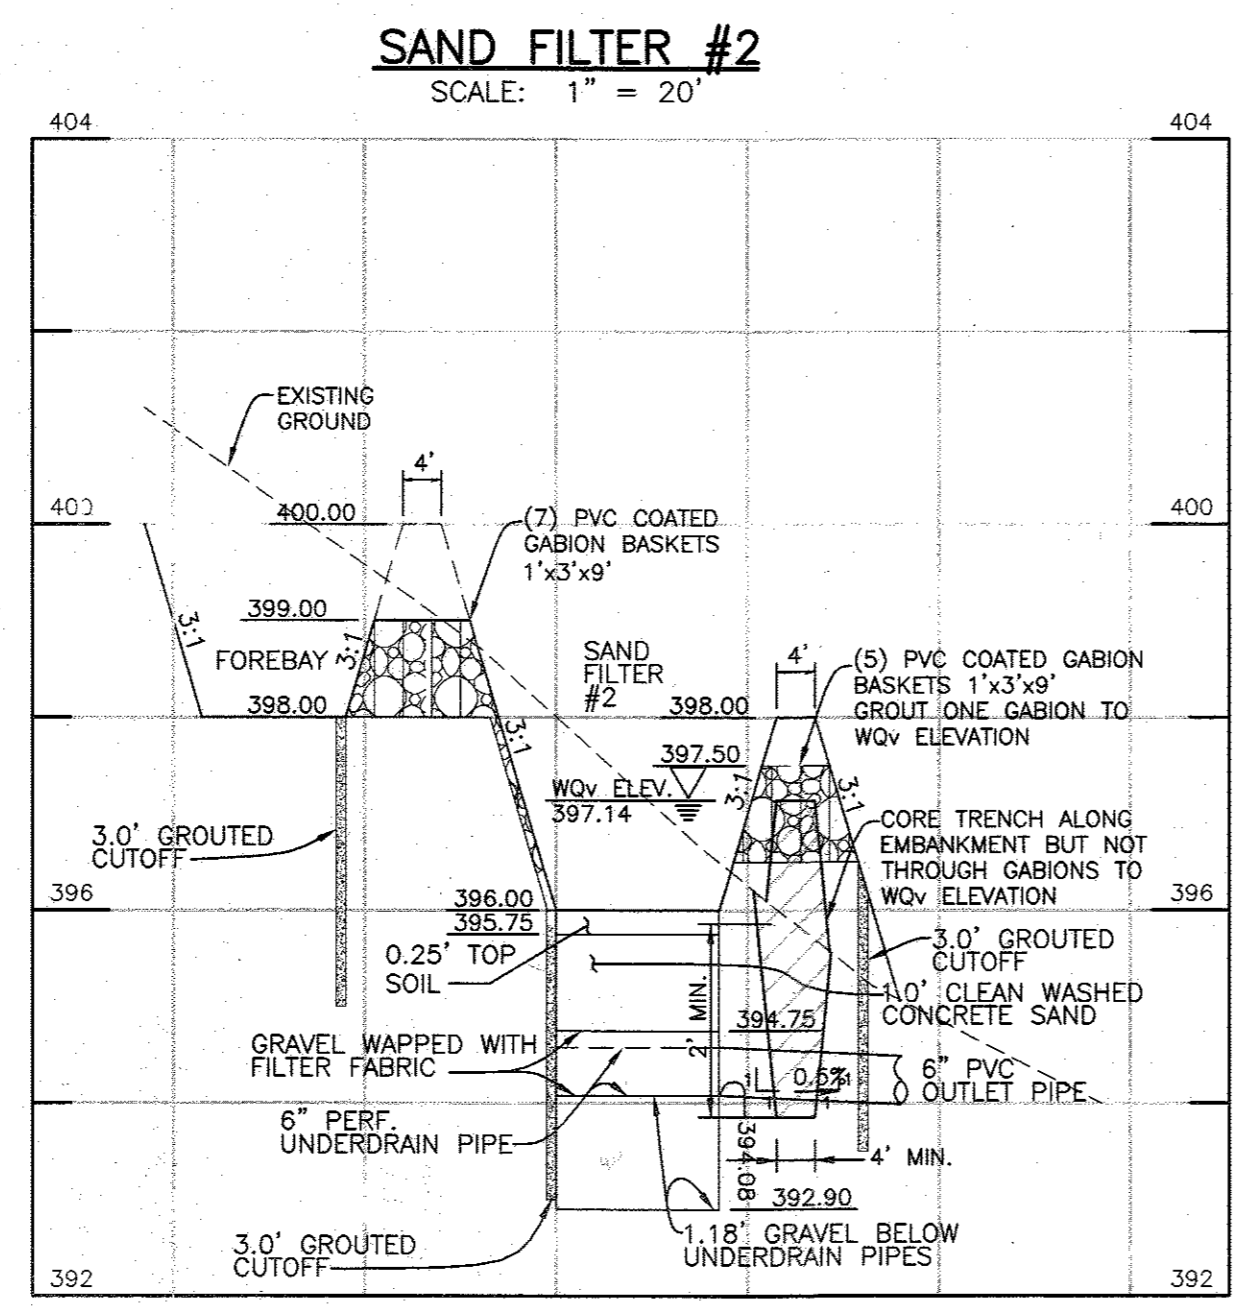 SAND FILTER #2
SCALE: 1" = 20'
404
404
EXISTING
GROUND
4'
400
400.00
400
(7) PVC COATED
GABION BASKETS
1'x3'x9'
399.00
3:1
3:1
FOREBAY
398.00
SAND
FILTER
#2
398.00
4'
(5) PVC COATED GABION
BASKETS 1'x3'x9'
GROUT ONE GABION TO
WQv ELEVATION
3:1
397.50
WQv ELEV.
397.14
3:1
3:1
3.0' GROUTED
CUTOFF
CORE TRENCH ALONG
EMBANKMENT BUT NOT
THROUGH GABIONS TO
WQv ELEVATION
396.00
396
395.75
0.25' TOP
SOIL
3.0' GROUTED
CUTOFF
1.0' CLEAN WASHED
CONCRETE SAND
2' MIN.
394.75
GRAVEL WAPPED WITH
FILTER FABRIC
1
0.5%
1
1
1
6" PVC
OUTLET PIPE
6" PERF.
UNDERDRAIN PIPE
394.08
4' MIN.
392.90
1.18' GRAVEL BELOW
UNDERDRAIN PIPES
3.0' GROUTED
CUTOFF
392
392